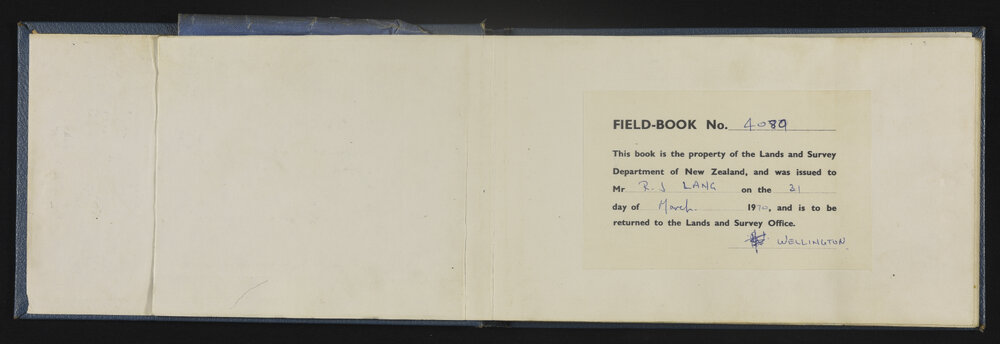 FIELD-BOOK No. 4089
This book is the property of the Lands and Survey
Department of New Zealand, and was issued to
Mr R. J LANG on the 31
day of March 1970, and is to be
returned to the Lands and Survey Office.
WELLINGTON